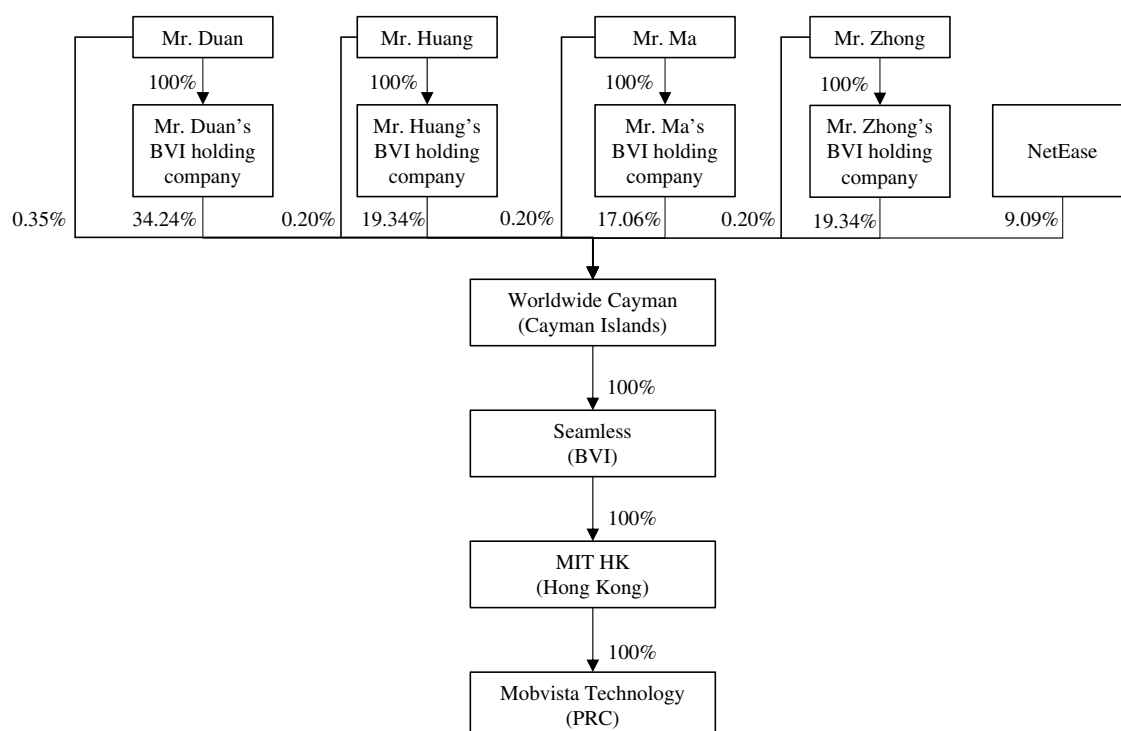 Mr. Duan
Mr. Huang
Mr. Ma
Mr. Zhong
100%
100%
100%
100%
Mr. Duan’s
BVI holding
company
Mr. Huang’s
BVI holding
company
Mr. Ma’s
BVI holding
company
Mr. Zhong’s
BVI holding
company
NetEase
0.35%
34.24%
0.20%
19.34%
0.20%
17.06%
0.20%
19.34%
9.09%
Worldwide Cayman
(Cayman Islands)
100%
Seamless
(BVI)
100%
MIT HK
(Hong Kong)
100%
Mobvista Technology
(PRC)